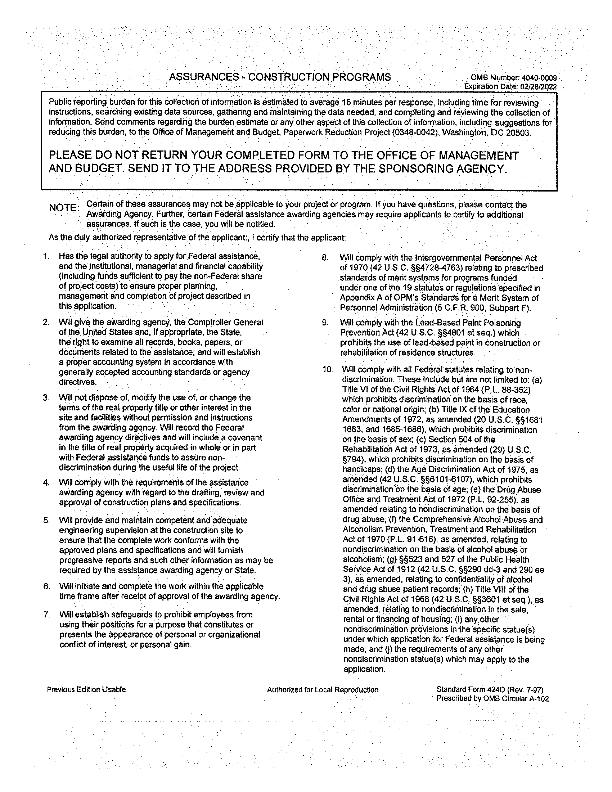 ASSURANCES - CONSTRUCTION PROGRAMS
OMB Number: 4040-0009
Expiration Date: 02/28/2022
Public reporting burden for this collection of information is estimated to average 15 minutes per response, including time for reviewing
instructions, searching existing data sources, gathering and maintaining the data needed, and completing and reviewing the collection of
information. Send comments regarding the burden estimate or any other aspect of this collection of information, including suggestions for
reducing this burden, to the Office of Management and Budget, Paperwork Reduction Project (0348-0042), Washington, DC 20503.
PLEASE DO NOT RETURN YOUR COMPLETED FORM TO THE OFFICE OF MANAGEMENT
AND BUDGET. SEND IT TO THE ADDRESS PROVIDED BY THE SPONSORING AGENCY.
NOTE: Certain of these assurances may not be applicable to your project or program. If you have questions, please contact the
Awarding Agency. Further, certain Federal assistance awarding agencies may require applicants to certify to additional
assurances. If such is the case, you will be notified.
As the duly authorized representative of the applicant:, I certify that the applicant:
1. Has the legal authority to apply for Federal assistance,
and the institutional, managerial and financial capability
(including funds sufficient to pay the non-Federal share
of project costs) to ensure proper planning,
management and completion of project described in
this application.
2. Will give the awarding agency, the Comptroller General
of the United States and, if appropriate, the State,
the right to examine all records, books, papers, or
documents related to the assistance; and will establish
a proper accounting system in accordance with
generally accepted accounting standards or agency
directives.
3. Will not dispose of, modify the use of, or change the
terms of the real property title or other interest in the
site and facilities without permission and instructions
from the awarding agency. Will record the Federal
awarding agency directives and will include a covenant
in the title of real property acquired in whole or in part
with Federal assistance funds to assure non-
discrimination during the useful life of the project.
4. Will comply with the requirements of the assistance
awarding agency with regard to the drafting, review and
approval of construction plans and specifications.
5. Will provide and maintain competent and adequate
engineering supervision at the construction site to
ensure that the complete work conforms with the
approved plans and specifications and will furnish
progressive reports and such other information as may be
required by the assistance awarding agency or State.
6. Will initiate and complete the work within the applicable
time frame after receipt of approval of the awarding agency.
7. Will establish safeguards to prohibit employees from
using their positions for a purpose that constitutes or
presents the appearance of personal or organizational
conflict of interest, or personal gain.
8. Will comply with the Intergovernmental Personnel Act
of 1970 (42 U.S.C. §§4728-4763) relating to prescribed
standards of merit systems for programs funded
under one of the 19 statutes or regulations specified in
Appendix A of OPM's Standards for a Merit System of
Personnel Administration (5 C.F.R. 900, Subpart F).
9. Will comply with the Lead-Based Paint Poisoning
Prevention Act (42 U.S.C. §§4801 et seq.) which
prohibits the use of lead-based paint in construction or
rehabilitation of residence structures.
10. Will comply with all Federal statutes relating to non-
discrimination. These include but are not limited to: (a)
Title VI of the Civil Rights Act of 1964 (P.L. 88-352)
which prohibits discrimination on the basis of race,
color or national origin; (b) Title IX of the Education
Amendments of 1972, as amended (20 U.S.C. §§1681
1683, and 1685-1686), which prohibits discrimination
on the basis of sex; (c) Section 504 of the
Rehabilitation Act of 1973, as amended (29) U.S.C.
§794), which prohibits discrimination on the basis of
handicaps; (d) the Age Discrimination Act of 1975, as
amended (42 U.S.C. §§6101-6107), which prohibits
discrimination on the basis of age; (e) the Drug Abuse
Office and Treatment Act of 1972 (P.L. 92-255), as
amended relating to nondiscrimination on the basis of
drug abuse; (f) the Comprehensive Alcohol Abuse and
Alcoholism Prevention, Treatment and Rehabilitation
Act of 1970 (P.L. 91-616), as amended, relating to
nondiscrimination on the basis of alcohol abuse or
alcoholism; (g) §§523 and 527 of the Public Health
Service Act of 1912 (42 U.S.C. §§290 dd-3 and 290 ee
3), as amended, relating to confidentiality of alcohol
and drug abuse patient records; (h) Title VIII of the
Civil Rights Act of 1968 (42 U.S.C. §§3601 et seq.), as
amended, relating to nondiscrimination in the sale,
rental or financing of housing; (i) any other
nondiscrimination provisions in the specific statue(s)
under which application for Federal assistance is being
made; and (j) the requirements of any other
nondiscrimination statue(s) which may apply to the
application.
Previous Edition Usable
Authorized for Local Reproduction
Standard Form 424D (Rev. 7-97)
Prescribed by OMB Circular A-102